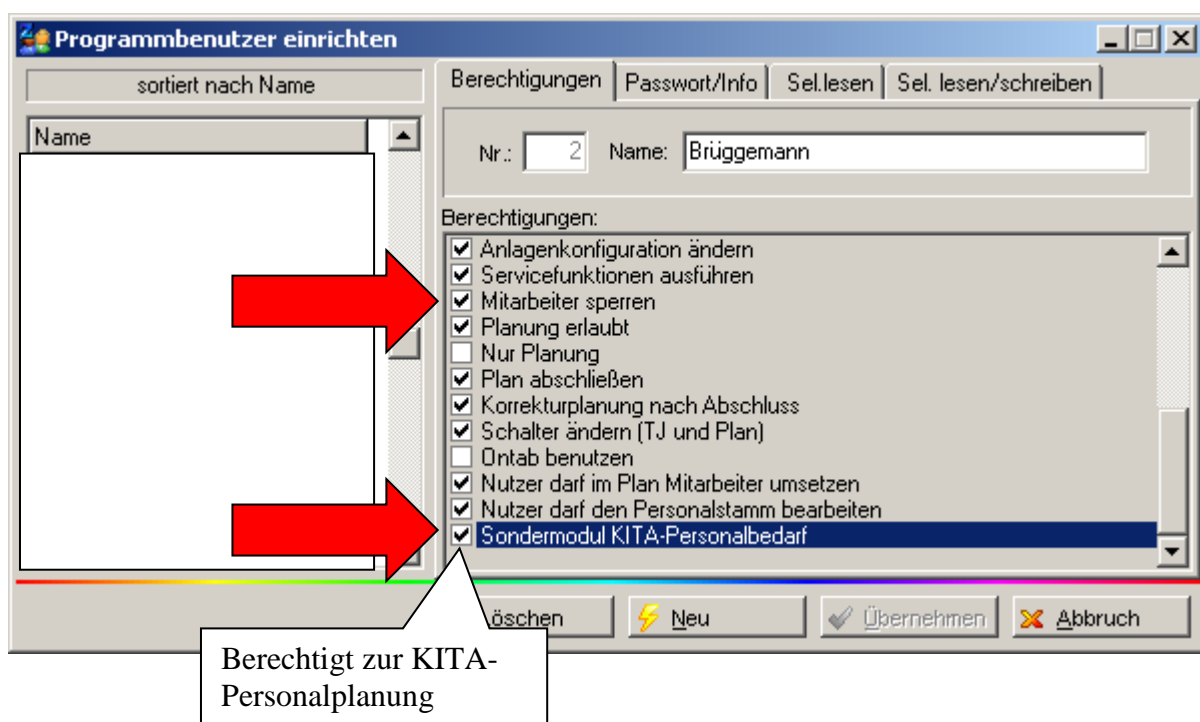 Programmbenutzer einrichten
sortiert nach Name
Name
Berechtigungen
Passwort/Info
Sel.lesen
Sel. lesen/schreiben
Nr.: 2 Name: Brüggemann
Berechtigungen:
Anlagenkonfiguration ändern
Servicefunktionen ausführen
Mitarbeiter sperren
Planung erlaubt
Nur Planung
Plan abschließen
Korrekturplanung nach Abschluss
Schalter ändern (TJ und Plan)
Ontab benutzen
Nutzer darf im Plan Mitarbeiter umsetzen
Nutzer darf den Personalstamm bearbeiten
Sondermodul KITA-Personalbedarf
Löschen
Neu
Übernehmen
Abbruch
Berechtigt zur KITA-
Personalplanung